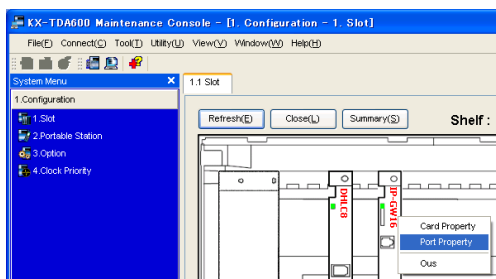 KX-TDA600 Maintenance Console - [1. Configuration - 1. Slot]
File(F) Connect(C) Tool(T) Utility(U) View(V) Window(W) Help(H)
System Menu
1.1 Slot
1.Configuration
1.Slot
2.Portable Station
3.Option
4.Clock Priority
Refresh(E) Close(L) Summary(S) Shelf :
DHLC8
IP-GW16
Card Property
Port Property
Ous